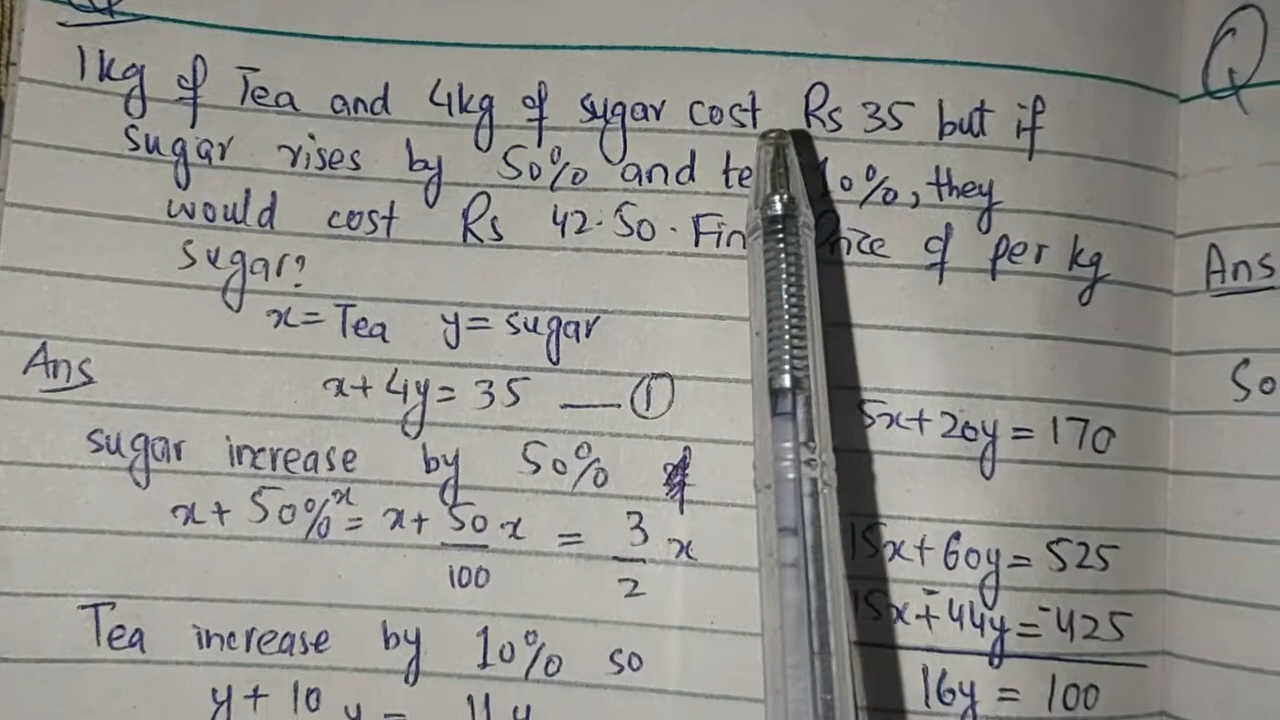 1kg of Tea and 4kg of sugar cost Rs 35 but if
sugar rises by 50% and te 10%, they
would cost Rs 42.50. Fin rice of per kg
sugar?
x = Tea y = sugar
Ans
x + 4y = 35 — ①
sugar increase by 50%
x + 50%x = x + 50/100 x = 3/2 x
Tea increase by 10% so
y + 10 y = 11 y
5x + 20y = 170
15x + 60y = 525
15x + 44y = 425
16y = 100
Q
Ans
So